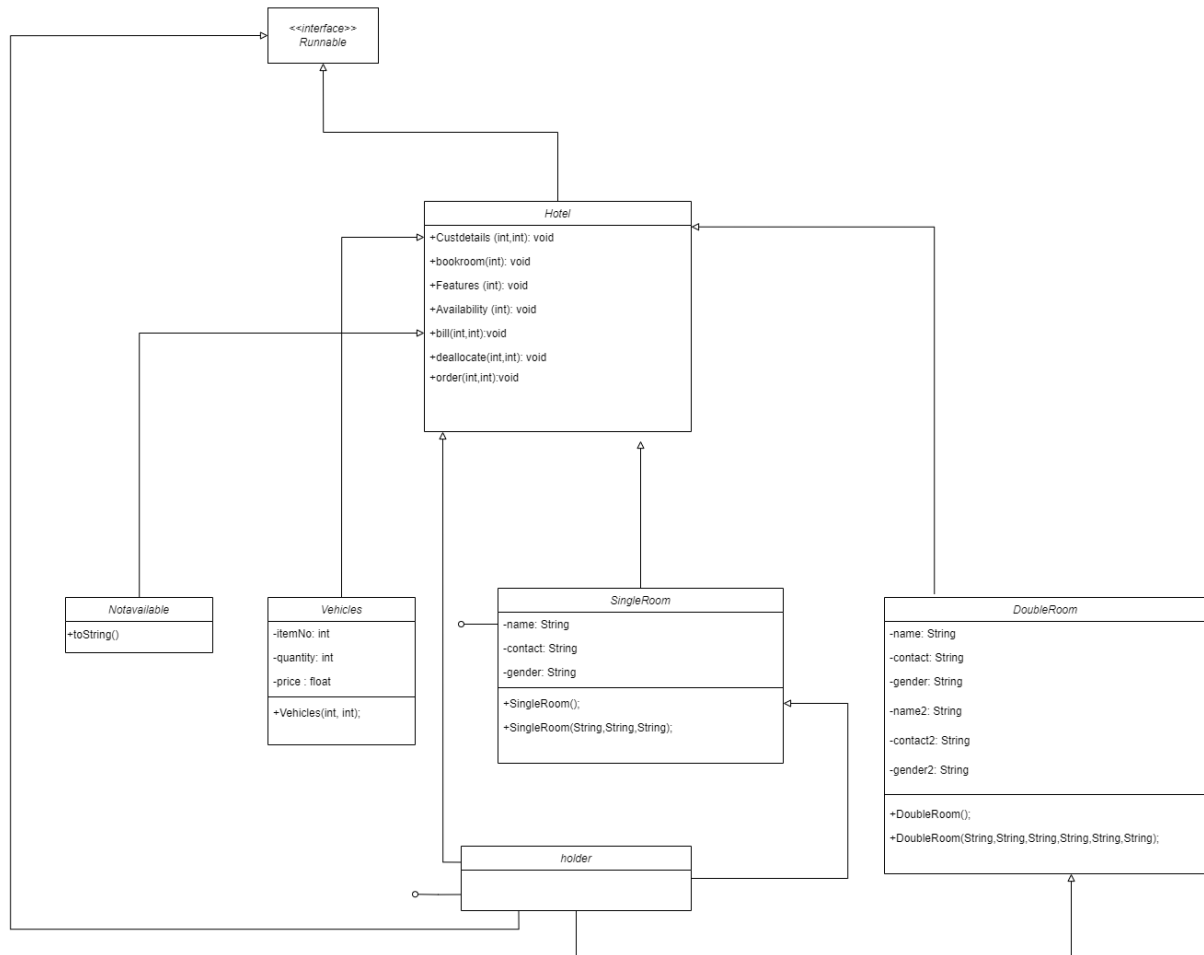 <<interface>>
Runnable
Hotel
+Custdetails (int,int): void
+bookroom(int): void
+Features (int): void
+Availability (int): void
+bill(int,int):void
+deallocate(int,int): void
+order(int,int):void
Notavailable
+toString()
Vehicles
-itemNo: int
-quantity: int
-price : float
+Vehicles(int, int);
SingleRoom
-name: String
-contact: String
-gender: String
+SingleRoom();
+SingleRoom(String,String,String);
DoubleRoom
-name: String
-contact: String
-gender: String
-name2: String
-contact2: String
-gender2: String
+DoubleRoom();
+DoubleRoom(String,String,String,String,String,String);
holder